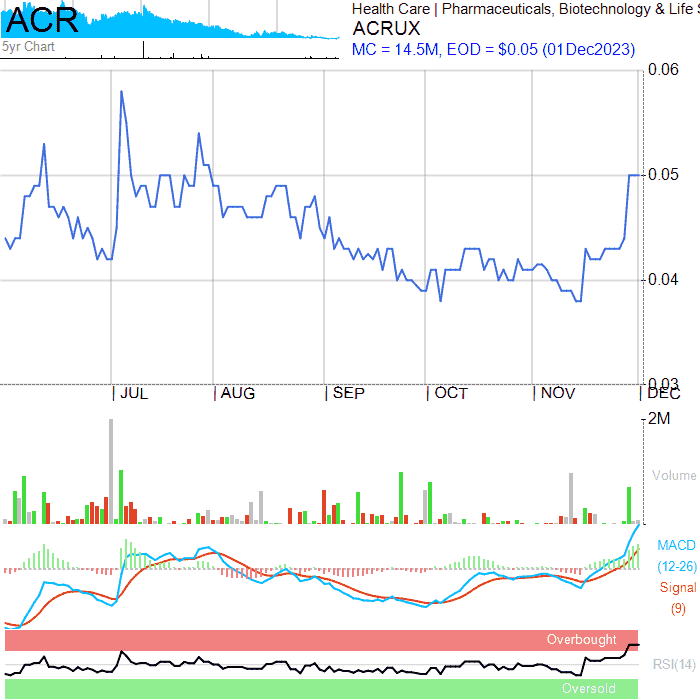 ACR
5yr Chart
Health Care | Pharmaceuticals, Biotechnology & Life S
ACRUX
MC = 14.5M, EOD = $0.05 (01Dec2023)
0.06
0.05
0.04
0.03
JUL
AUG
SEP
OCT
NOV
DEC
2M
Volume
MACD
(12-26)
Signal
(9)
Overbought
RSI(14)
Oversold